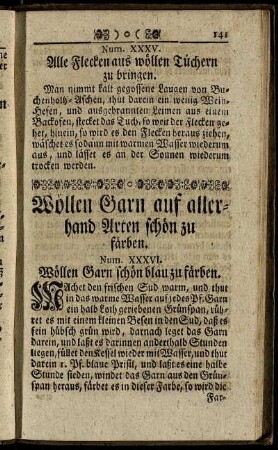 )o( 141
Num. XXXV.
Alle Flecken aus wöllen Tüchern
zu bringen.
Man nimmt kalt gegossene Laugen von Bu-
chenholtz-Aschen, thut darein ein wenig Wein-
Hefen, und ausgebrannten Leimen aus einem
Backofen, stecket das Tuch, so weit der Flecken ge-
het, hinein, so wird es den Flecken heraus ziehen,
wäschet es sodann mit warmen Wasser wiederum
aus, und lässet es an der Sonnen wiederum
trocken werden.
Wöllen Garn auf aller-
hand Arten schön zu
färben.
Num. XXXVI.
Wöllen Garn schön blau zu färben.
MAchet den frischen Sud warm, und thut
in das warme Wasser auf jedes Pf. Garn
ein halb Loth geriebenen Grünspan, rüh-
ret es mit einem kleinen Besen in den Sud, daß es
fein hübsch grün wird, darnach leget das Garn
darein, und laßt es darinnen anderthalb Stunden
liegen, füllet den Kessel wieder mit Wasser, und thut
darein 1. Pf. blaue Prisil, und laßt es eine halbe
Stunde sieden, windet das Garn aus den Grün-
span heraus, färbet es in dieser Farbe, so wird die
Far-